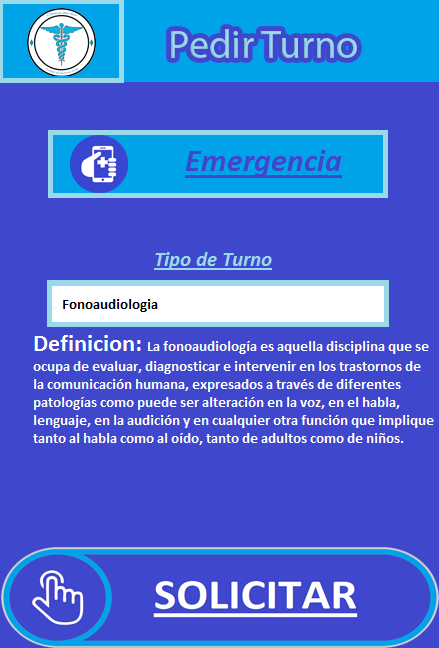 Pedir Turno
Emergencia
Tipo de Turno
Fonoaudiologia
Definicion: La fonoaudiología es aquella disciplina que se
ocupa de evaluar, diagnosticar e intervenir en los trastornos de
la comunicación humana, expresados a través de diferentes
patologías como puede ser alteración en la voz, en el habla,
lenguaje, en la audición y en cualquier otra función que implique
tanto al habla como al oído, tanto de adultos como de niños.
SOLICITAR